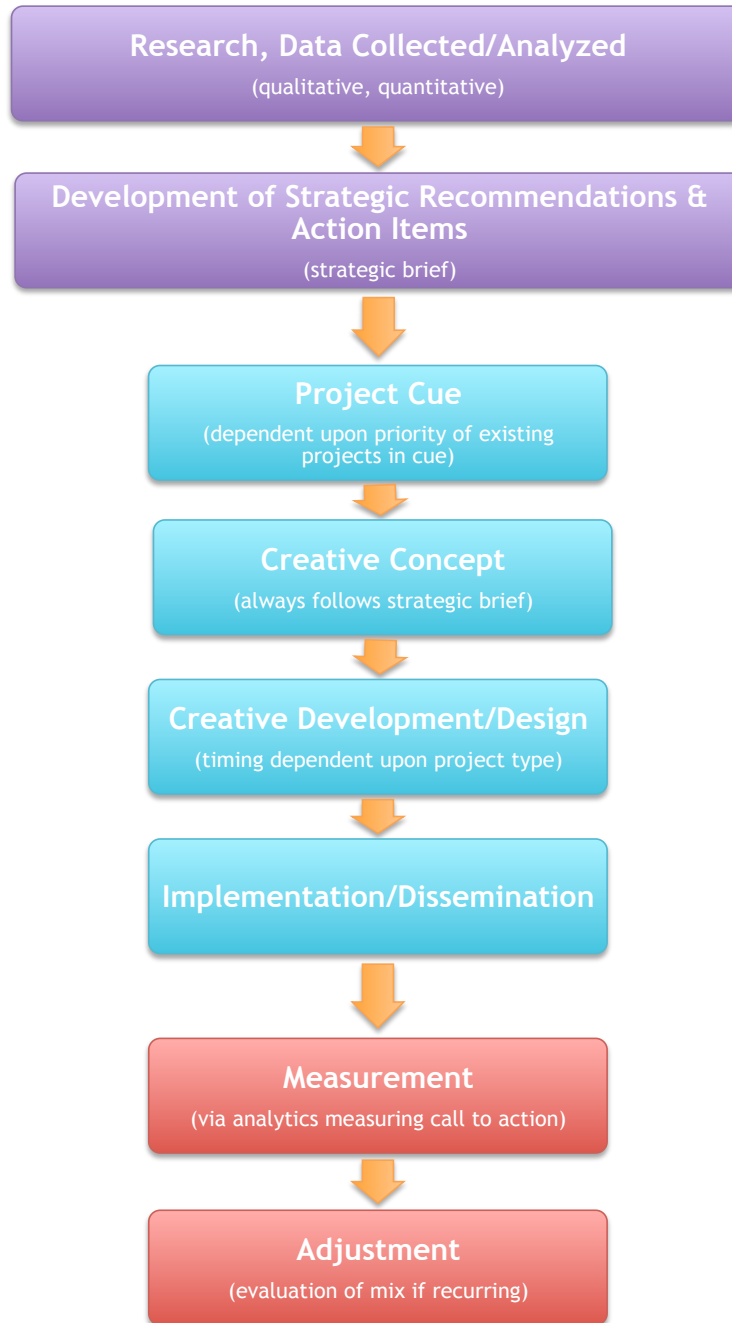 Research, Data Collected/Analyzed
(qualitative, quantitative)
Development of Strategic Recommendations &
Action Items
(strategic brief)
Project Cue
(dependent upon priority of existing
projects in cue)
Creative Concept
(always follows strategic brief)
Creative Development/Design
(timing dependent upon project type)
Implementation/Dissemination
Measurement
(via analytics measuring call to action)
Adjustment
(evaluation of mix if recurring)